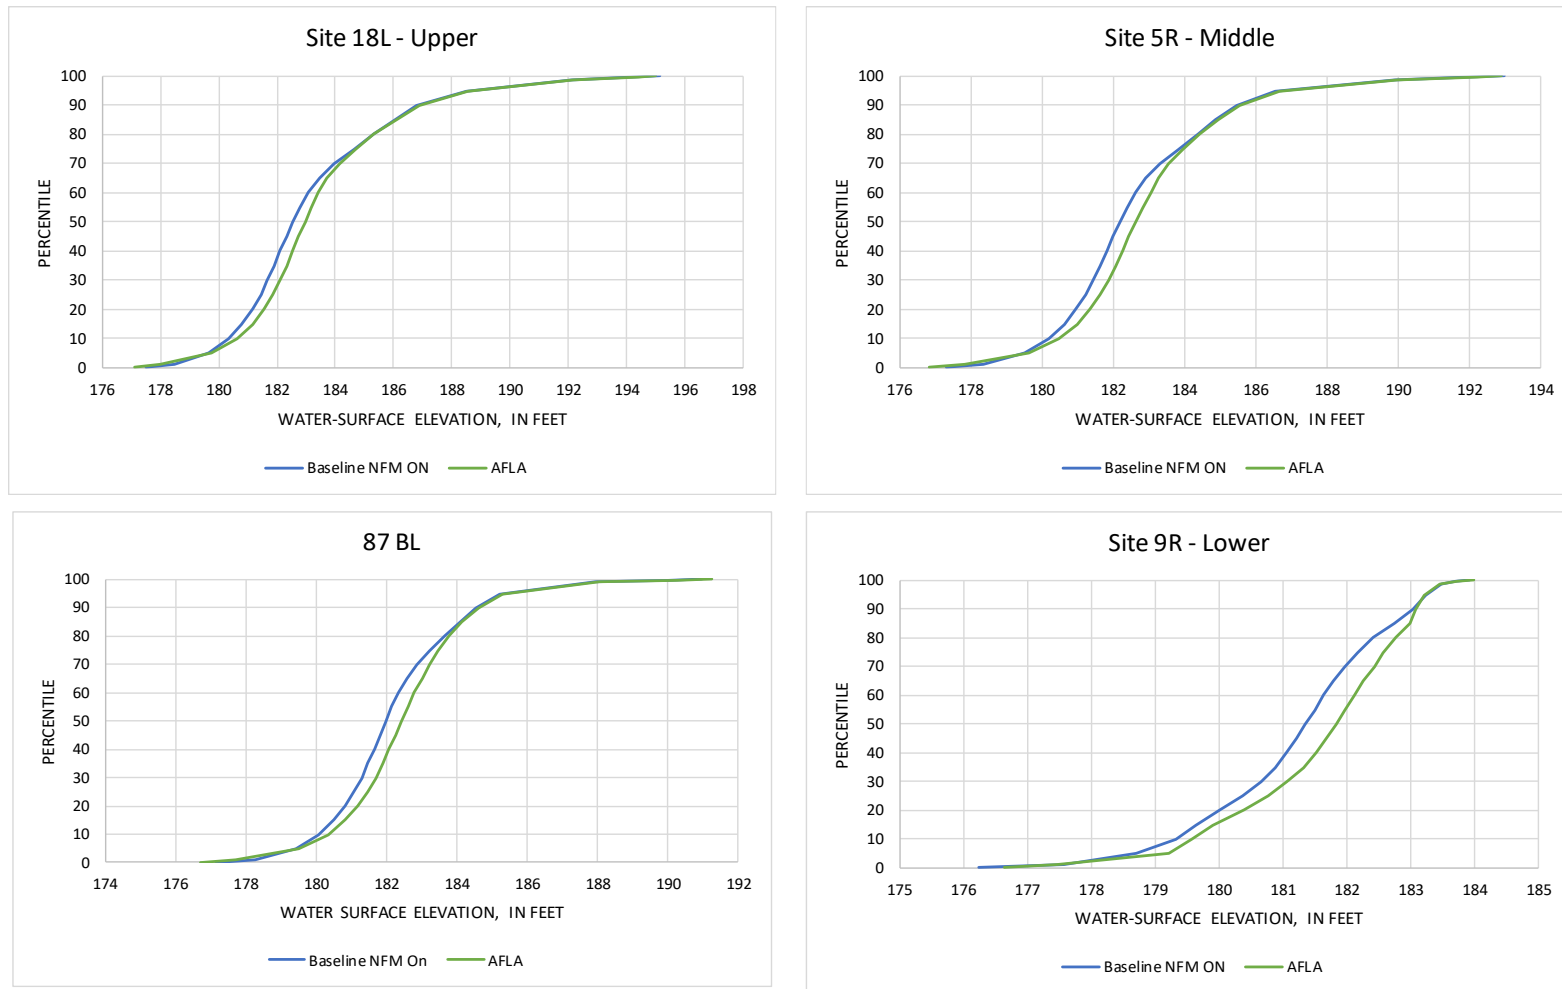 Site 18L - Upper
100
90
80
70
60
50
40
30
20
10
0
PERCENTILE
176 178 180 182 184 186 188 190 192 194 196 198
WATER-SURFACE ELEVATION, IN FEET
Baseline NFM ON AFLA
Site 5R - Middle
100
90
80
70
60
50
40
30
20
10
0
PERCENTILE
176 178 180 182 184 186 188 190 192 194
WATER-SURFACE ELEVATION, IN FEET
Baseline NFM ON AFLA
87 BL
100
90
80
70
60
50
40
30
20
10
0
PERCENTILE
174 176 178 180 182 184 186 188 190 192
WATER SURFACE ELEVATION, IN FEET
Baseline NFM On AFLA
Site 9R - Lower
100
90
80
70
60
50
40
30
20
10
0
PERCENTILE
175 176 177 178 179 180 181 182 183 184 185
WATER-SURFACE ELEVATION, IN FEET
Baseline NFM ON AFLA